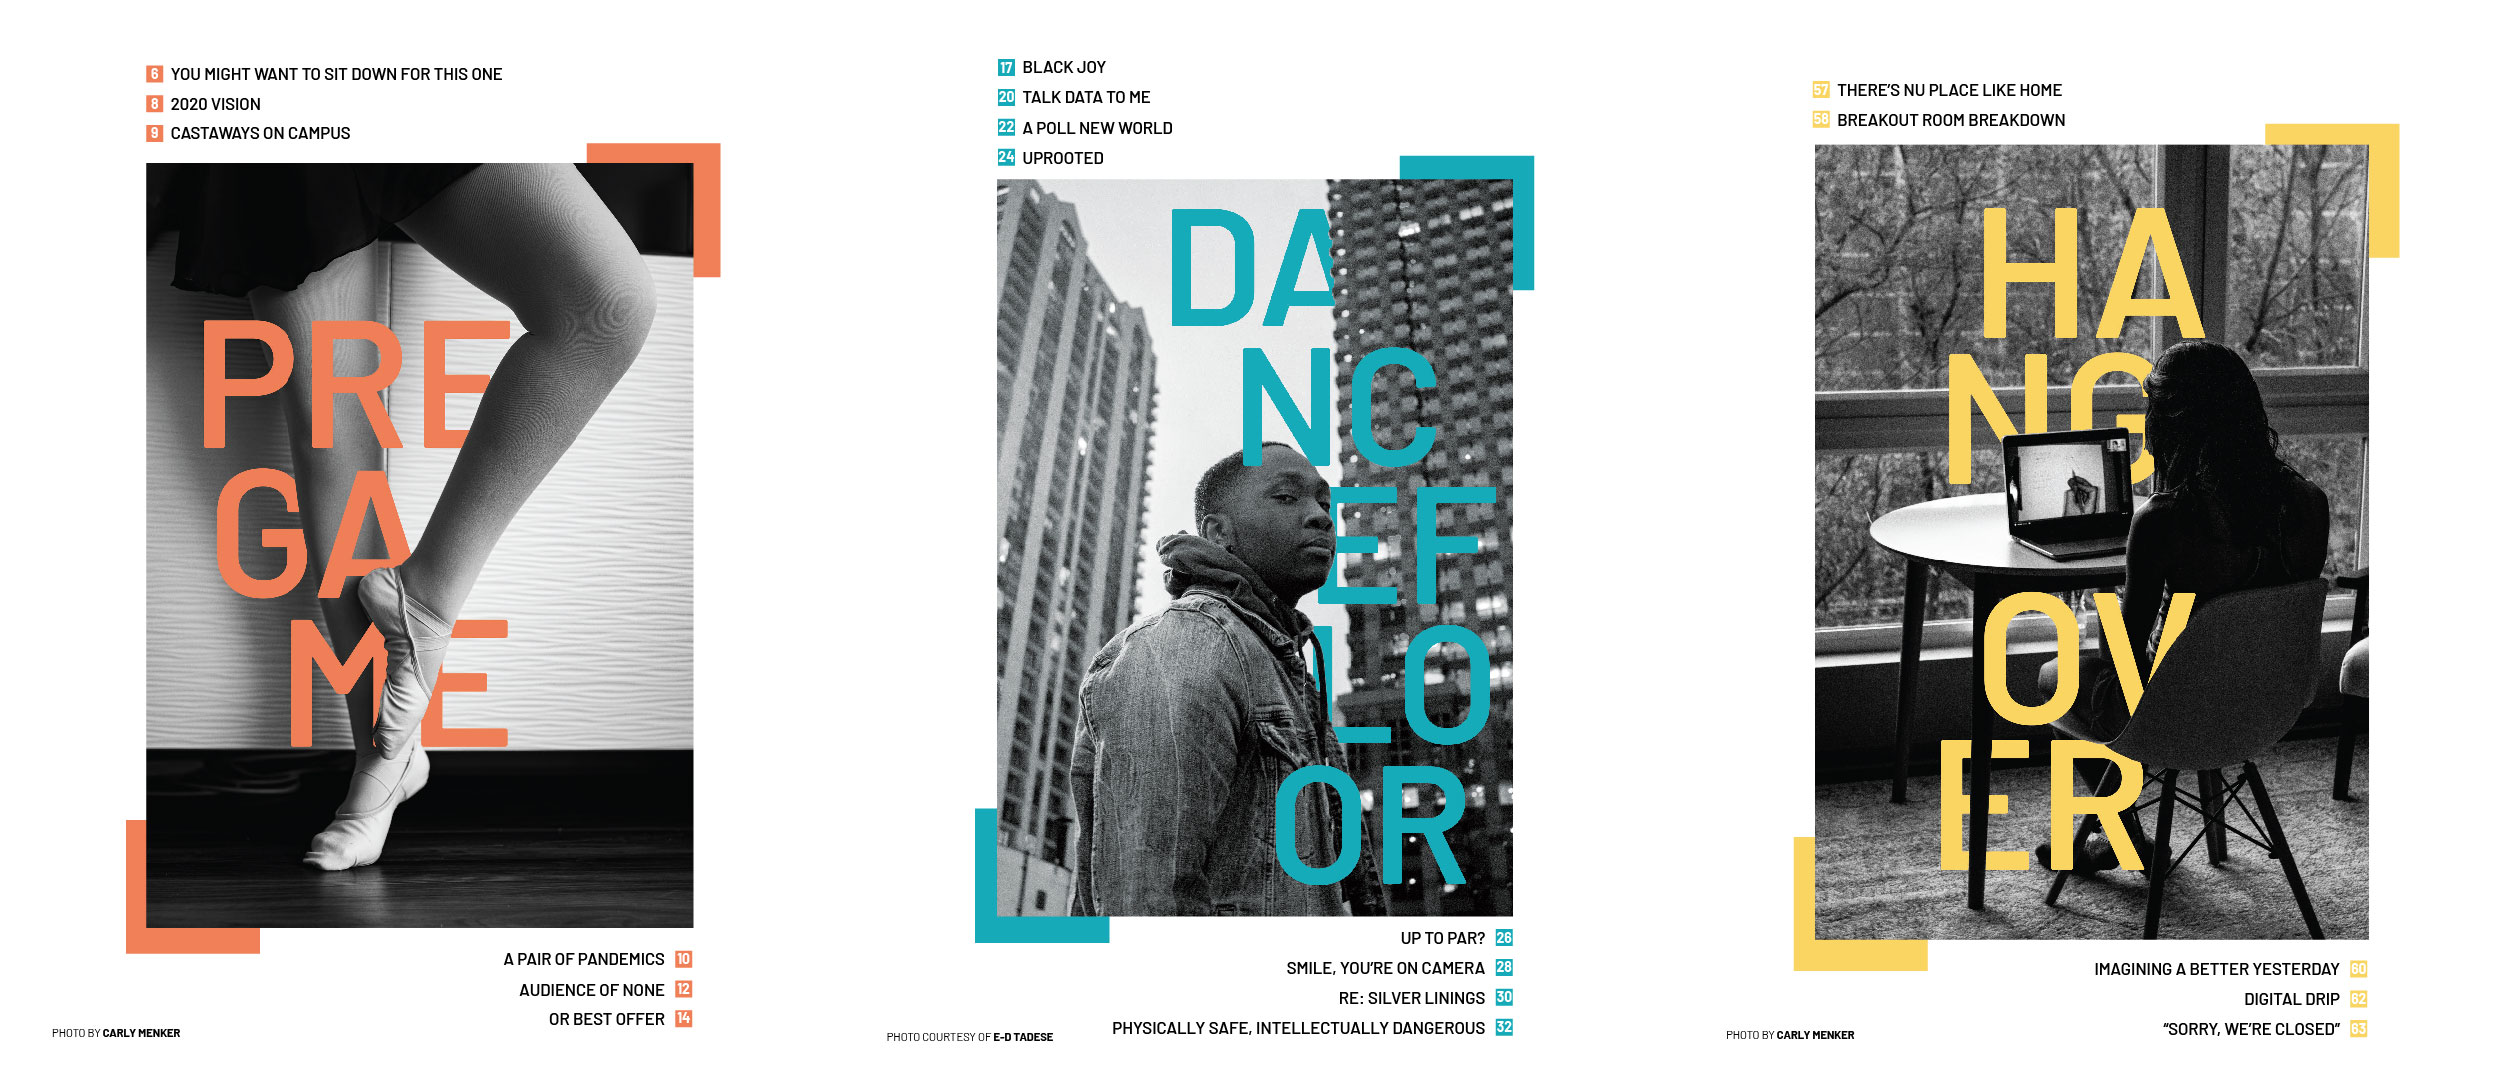 6 YOU MIGHT WANT TO SIT DOWN FOR THIS ONE
8 2020 VISION
9 CASTAWAYS ON CAMPUS
PRE
GA
ME
A PAIR OF PANDEMICS 10
AUDIENCE OF NONE 12
OR BEST OFFER 14
PHOTO BY CARLY MENKER
17 BLACK JOY
20 TALK DATA TO ME
22 A POLL NEW WORLD
24 UPROOTED
DA
NC
EF
LO
OR
UP TO PAR? 26
SMILE, YOU'RE ON CAMERA 28
RE: SILVER LININGS 30
PHYSICALLY SAFE, INTELLECTUALLY DANGEROUS 32
PHOTO COURTESY OF E-D TADESE
57 THERE'S NU PLACE LIKE HOME
58 BREAKOUT ROOM BREAKDOWN
HA
NG
OV
ER
IMAGINING A BETTER YESTERDAY 60
DIGITAL DRIP 62
"SORRY, WE'RE CLOSED" 63
PHOTO BY CARLY MENKER